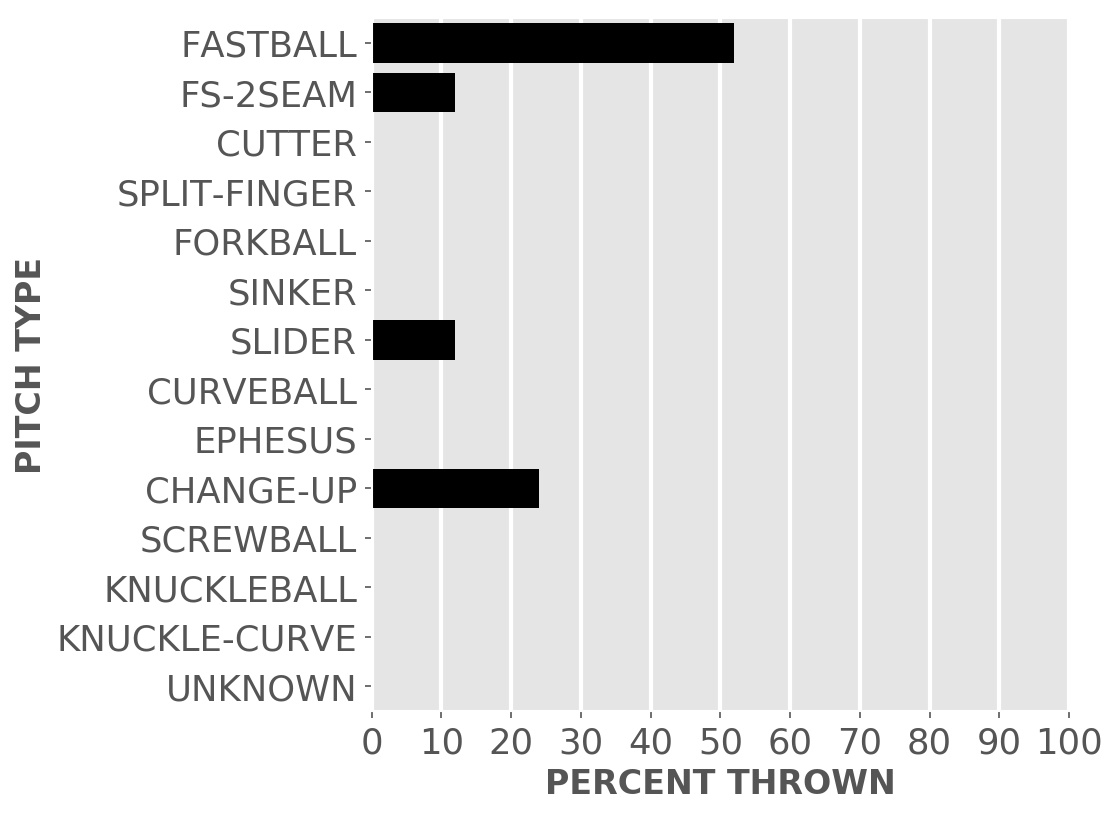 FASTBALL
FS-2SEAM
CUTTER
SPLIT-FINGER
FORKBALL
SINKER
SLIDER
CURVEBALL
EPHESUS
CHANGE-UP
SCREWBALL
KNUCKLEBALL
KNUCKLE-CURVE
UNKNOWN
PITCH TYPE
0 10 20 30 40 50 60 70 80 90 100
PERCENT THROWN